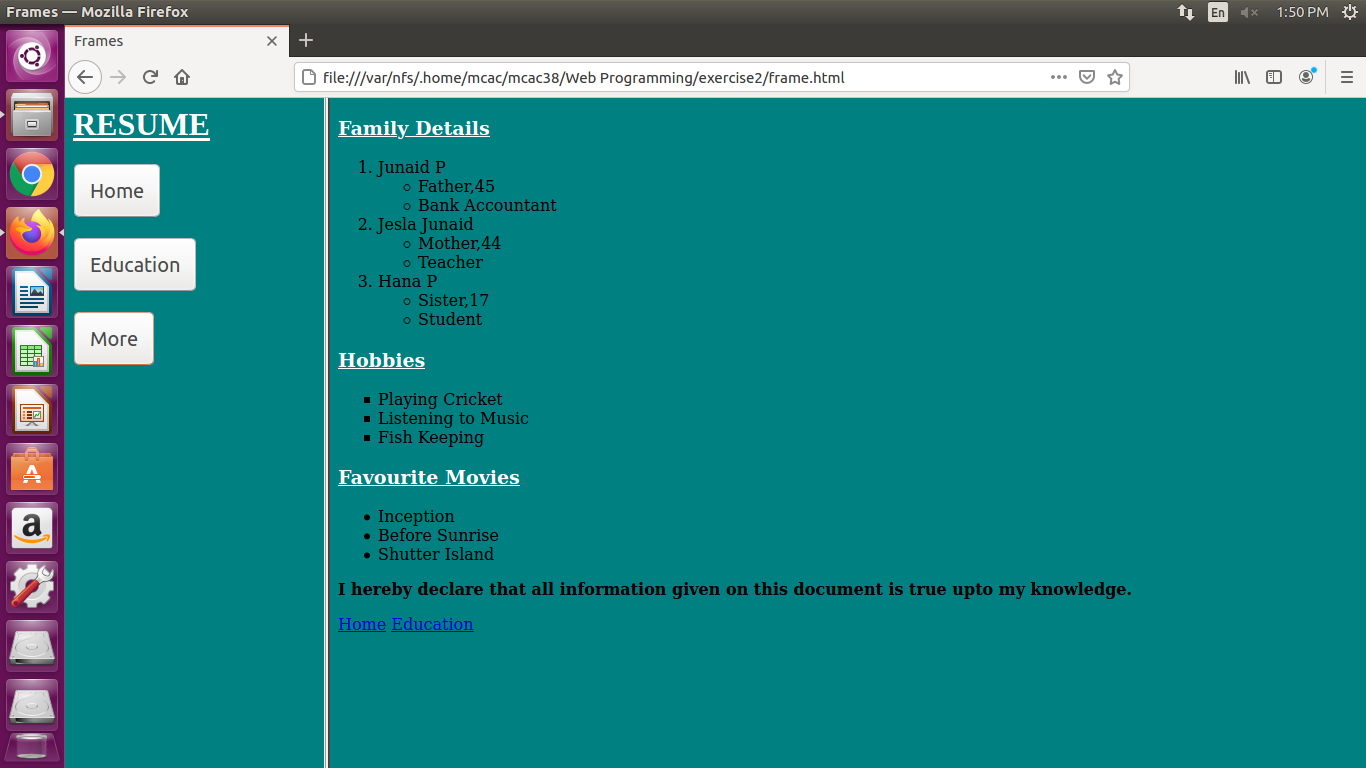 Frames — Mozilla Firefox
En
1:50 PM
Frames
file:///var/nfs/.home/mcac/mcac38/Web Programming/exercise2/frame.html
RESUME
Home
Education
More
Family Details
1. Junaid P
Father,45
Bank Accountant
2. Jesla Junaid
Mother,44
Teacher
3. Hana P
Sister,17
Student
Hobbies
Playing Cricket
Listening to Music
Fish Keeping
Favourite Movies
Inception
Before Sunrise
Shutter Island
I hereby declare that all information given on this document is true upto my knowledge.
Home Education